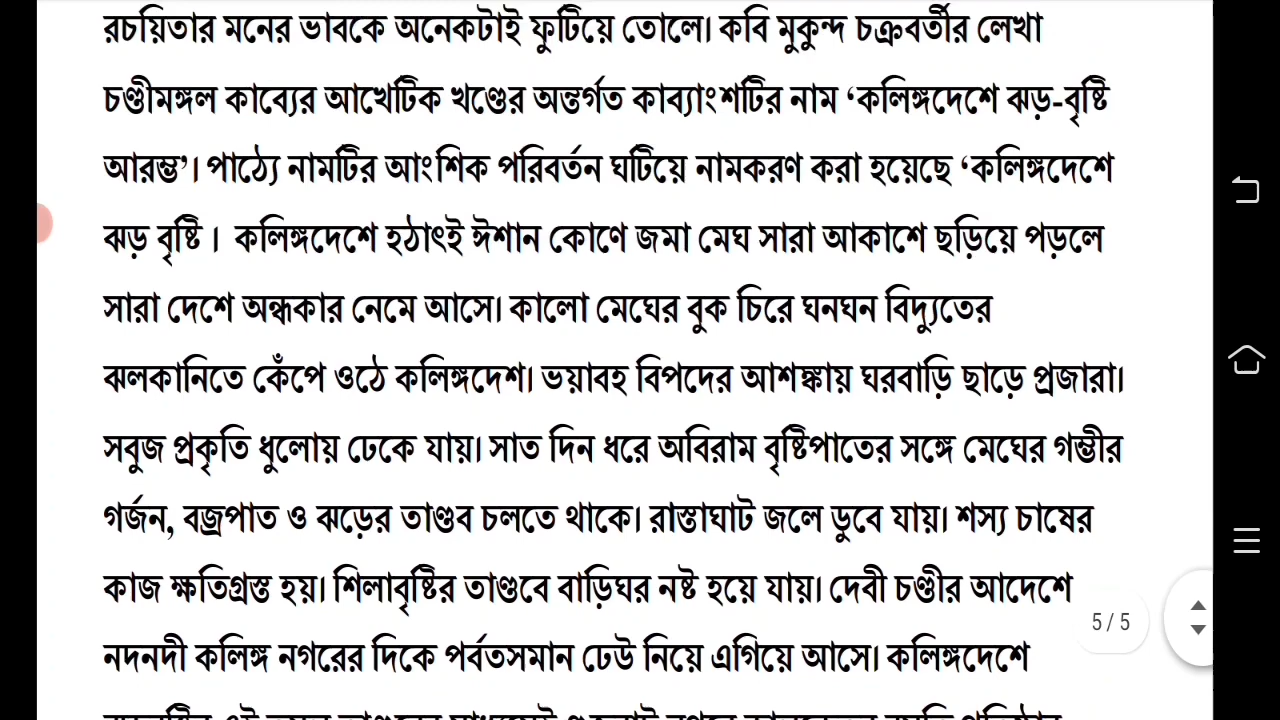 রচয়িতার মনের ভাবকে অনেকটাই ফুটিয়ে তোলে। কবি মুকুন্দ চক্রবর্তীর লেখা
চণ্ডীমঙ্গল কাব্যের আখেটিক খণ্ডের অন্তর্গত কাব্যাংশটির নাম ‘কলিঙ্গদেশে ঝড়-বৃষ্টি
আরম্ভ’। পাঠ্যে নামটির আংশিক পরিবর্তন ঘটিয়ে নামকরণ করা হয়েছে ‘কলিঙ্গদেশে
ঝড় বৃষ্টি। কলিঙ্গদেশে হঠাৎই ঈশান কোণে জমা মেঘ সারা আকাশে ছড়িয়ে পড়লে
সারা দেশে অন্ধকার নেমে আসে। কালো মেঘের বুক চিরে ঘনঘন বিদ্যুতের
ঝলকানিতে কেঁপে ওঠে কলিঙ্গদেশ। ভয়াবহ বিপদের আশঙ্কায় ঘরবাড়ি ছাড়ে প্রজারা।
সবুজ প্রকৃতি ধুলোয় ঢেকে যায়। সাত দিন ধরে অবিরাম বৃষ্টিপাতের সঙ্গে মেঘের গম্ভীর
গর্জন, বজ্রপাত ও ঝড়ের তাণ্ডব চলতে থাকে। রাস্তাঘাট জলে ডুবে যায়। শস্য চাষের
কাজ ক্ষতিগ্রস্ত হয়। শিলাবৃষ্টির তাণ্ডবে বাড়িঘর নষ্ট হয়ে যায়। দেবী চণ্ডীর আদেশে
নদনদী কলিঙ্গ নগরের দিকে পর্বতসমান ঢেউ নিয়ে এগিয়ে আসে। কলিঙ্গদেশে
5 / 5